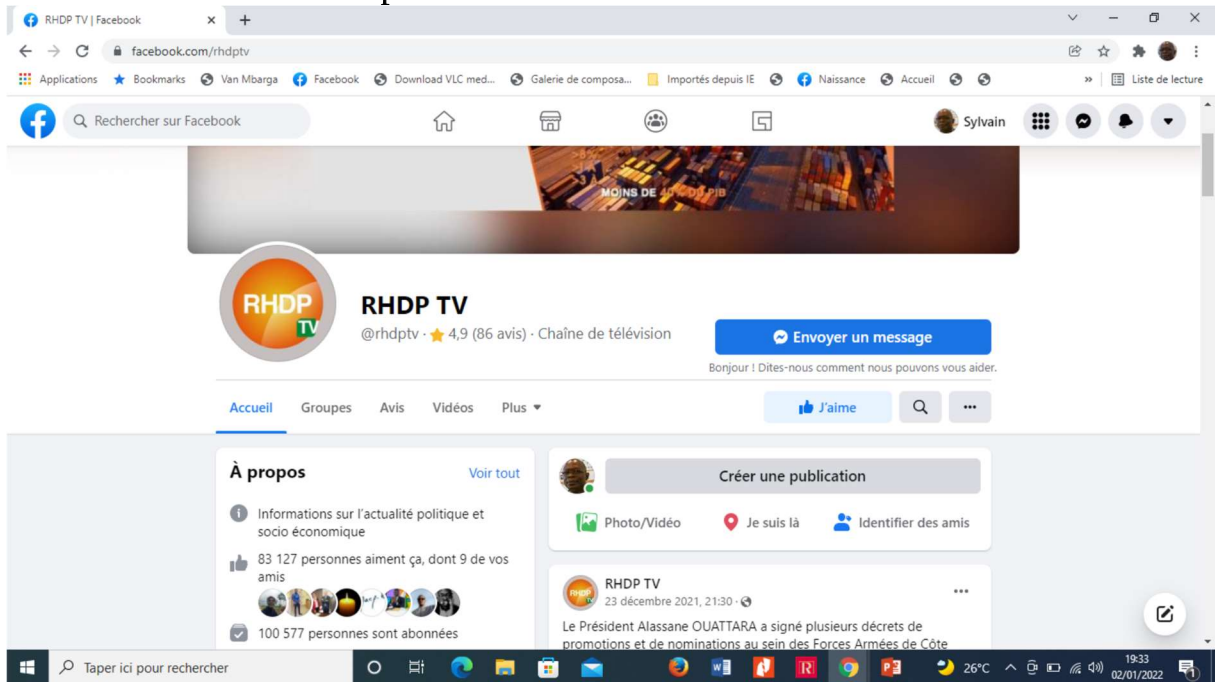 RHDP TV | Facebook
facebook.com/rhdptv
Applications Bookmarks Van Mbarga Facebook Download VLC med... Galerie de composa... Importés depuis IE Naissance Accueil » Liste de lecture
Rechercher sur Facebook Sylvain
MOINS DE 40% DU PIB
RHDP TV
RHDP TV
@rhdptv · 4,9 (86 avis) · Chaîne de télévision
Envoyer un message
Bonjour ! Dites-nous comment nous pouvons vous aider.
Accueil Groupes Avis Vidéos Plus
J'aime
À propos Voir tout
Informations sur l'actualité politique et
socio économique
83 127 personnes aiment ça, dont 9 de vos
amis
100 577 personnes sont abonnées
Créer une publication
Photo/Vidéo Je suis là Identifier des amis
RHDP TV
23 décembre 2021, 21:30 ·
Le Président Alassane OUATTARA a signé plusieurs décrets de
promotions et de nominations au sein des Forces Armées de Côte
Taper ici pour rechercher
26°C
19:33
02/01/2022